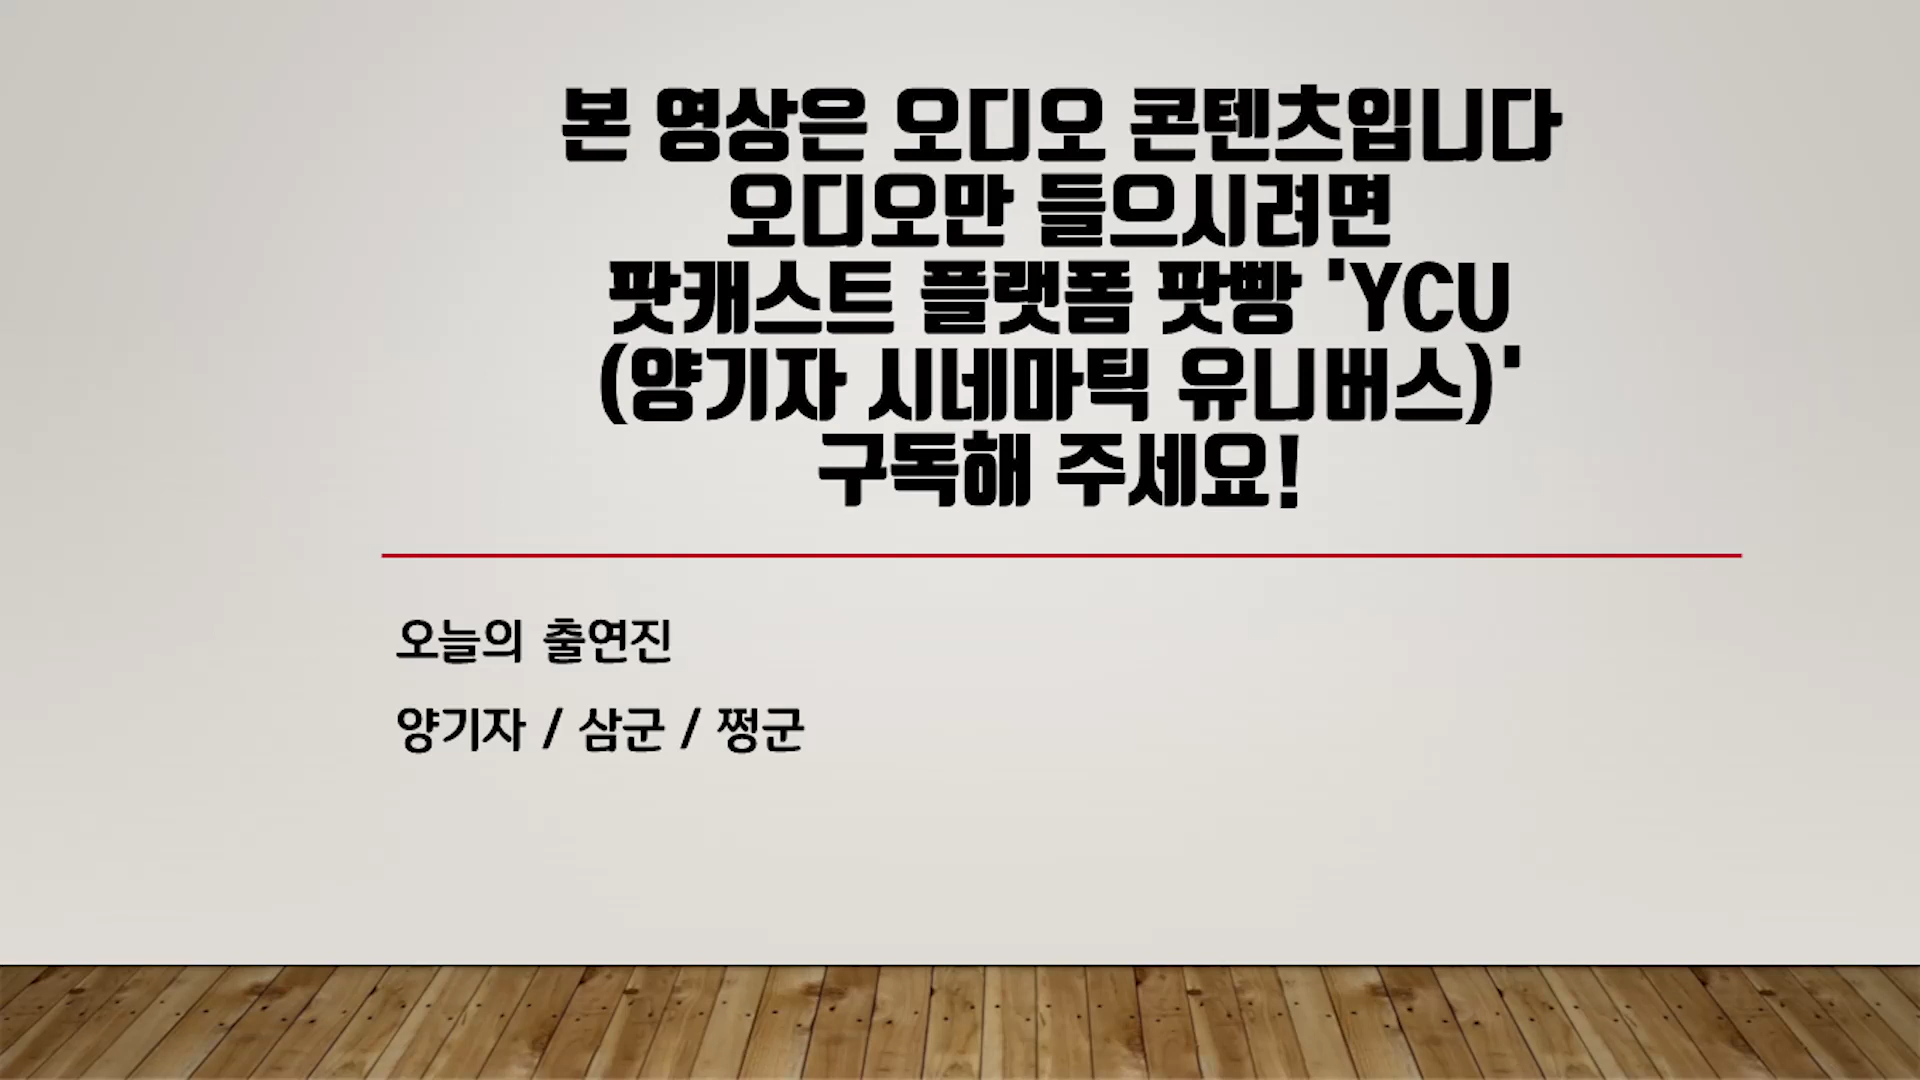 본 영상은 오디오 콘텐츠입니다
오디오만 들으시려면
팟캐스트 플랫폼 팟빵 'YCU
(양기자 시네마틱 유니버스)'
구독해 주세요!
오늘의 출연진
양기자 / 삼군 / 쩡군